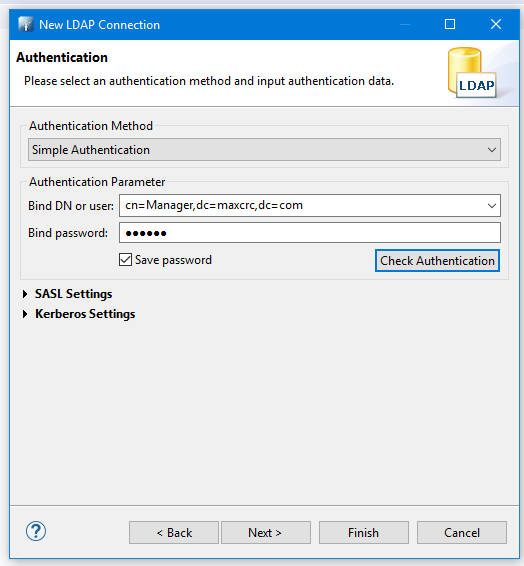 New LDAP Connection
Authentication
Please select an authentication method and input authentication data.
LDAP
Authentication Method
Simple Authentication
Authentication Parameter
Bind DN or user: cn=Manager,dc=maxcrc,dc=com
Bind password: ●●●●●●
Save password
Check Authentication
SASL Settings
Kerberos Settings
? < Back Next > Finish Cancel